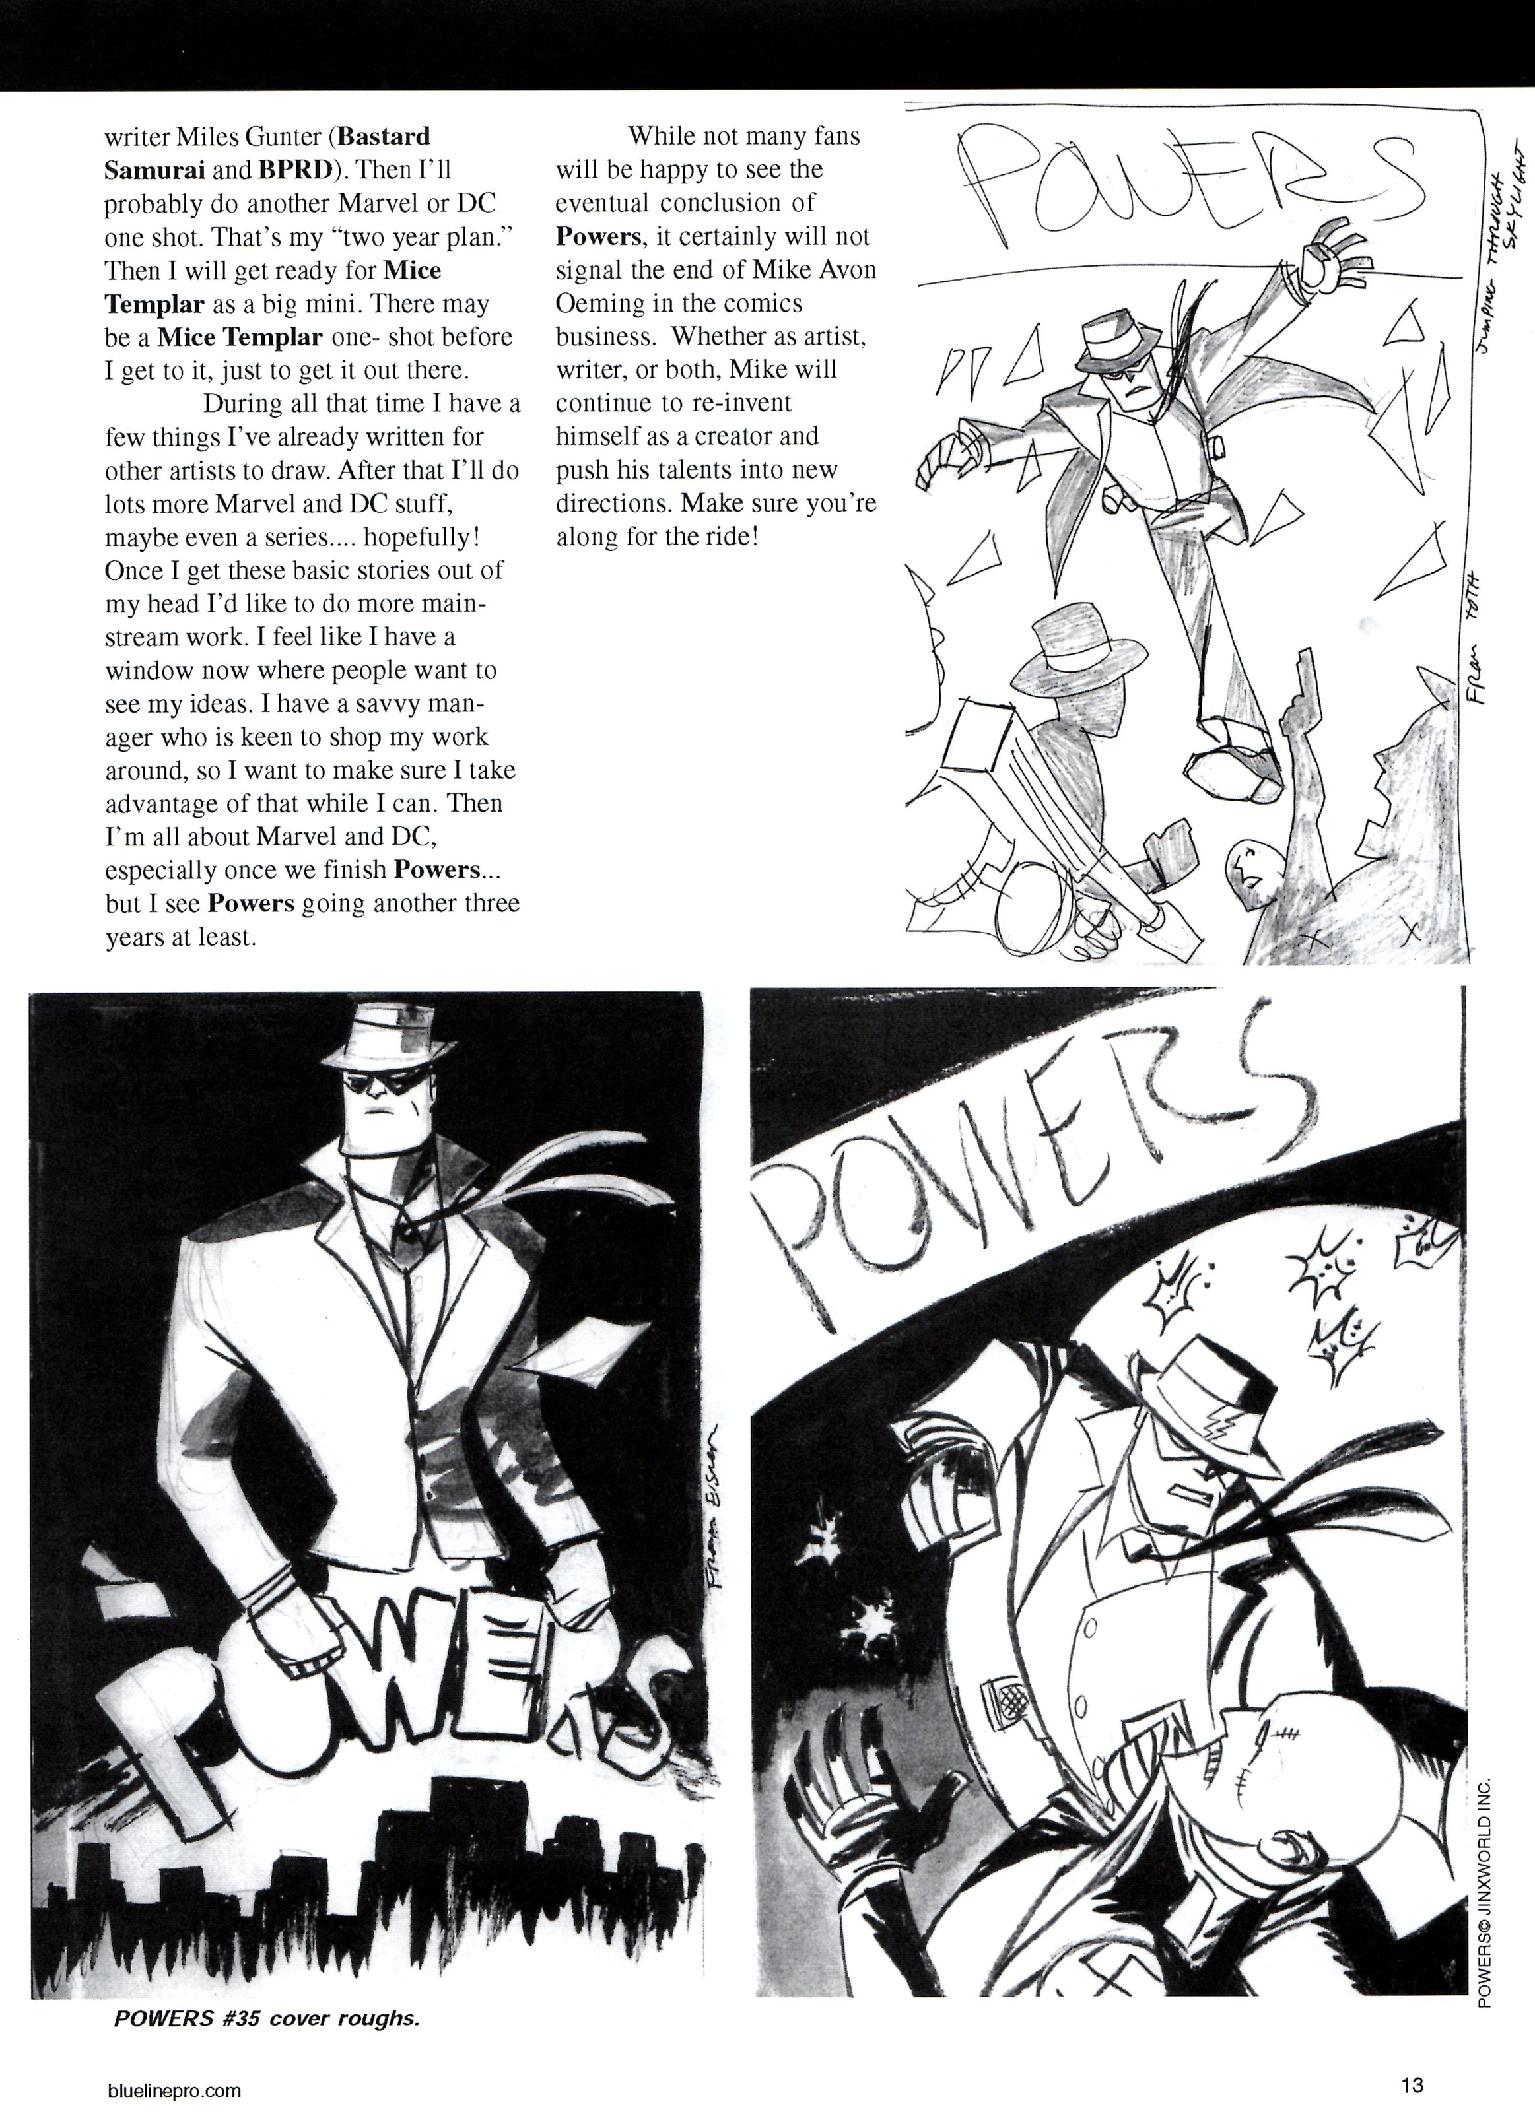 writer Miles Gunter (Bastard
Samurai and BPRD). Then I'll
probably do another Marvel or DC
one shot. That's my “two year plan.”
Then I will get ready for Mice
Templar as a big mini. There may
be a Mice Templar one- shot before
I get to it, just to get it out there.
During all that time I have a
few things I've already written for
other artists to draw. After that I'll do
lots more Marvel and DC stuff,
maybe even a series.... hopefully!
Once I get these basic stories out of
my head I'd like to do more main-
stream work. I feel like I have a
window now where people want to
see my ideas. I have a savvy man-
ager who is keen to shop my work
around, so I want to make sure I take
advantage of that while I can. Then
I'm all about Marvel and DC,
especially once we finish Powers...
but I see Powers going another three
years at least.
While not many fans
will be happy to see the
eventual conclusion of
Powers, it certainly will not
signal the end of Mike Avon
Oeming in the comics
business. Whether as artist,
writer, or both, Mike will
continue to re-invent
himself as a creator and
push his talents into new
directions. Make sure you're
along for the ride!
POWERS
JUMPING THROUGH
SKYLIGHT
FROM TOTH
POWERS
FROM EISNER
POWERS
POWERS© JINXWORLD INC.
POWERS #35 cover roughs.
bluelinepro.com
13